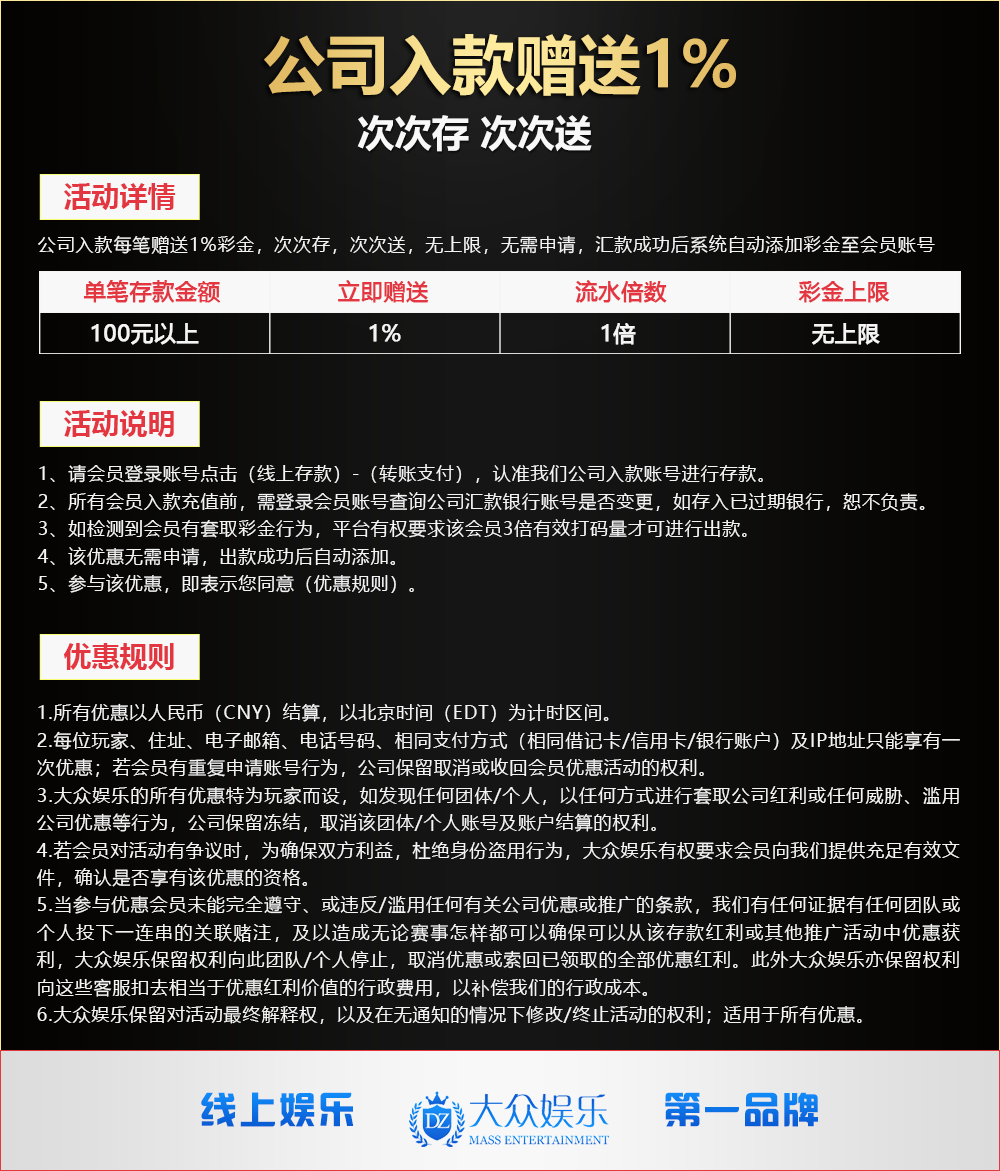 公司入款赠送1%
次次存 次次送
活动详情
公司入款每笔赠送1%彩金，次次存，次次送，无上限，无需申请，汇款成功后系统自动添加彩金至会员账号
单笔存款金额 立即赠送 流水倍数 彩金上限
100元以上 1% 1倍 无上限
活动说明
1、请会员登录账号点击（线上存款）-（转账支付），认准我们公司入款账号进行存款。
2、所有会员入款充值前，需登录会员账号查询公司汇款银行账号是否变更，如存入已过期银行，恕不负责。
3、如检测到会员有套取彩金行为，平台有权要求该会员3倍有效打码量才可进行出款。
4、该优惠无需申请，出款成功后自动添加。
5、参与该优惠，即表示您同意（优惠规则）。
优惠规则
1.所有优惠以人民币（CNY）结算，以北京时间（EDT）为计时区间。
2.每位玩家、住址、电子邮箱、电话号码、相同支付方式（相同借记卡/信用卡/银行账户）及IP地址只能享有一
次优惠；若会员有重复申请账号行为，公司保留取消或收回会员优惠活动的权利。
3.大众娱乐的所有优惠特为玩家而设，如发现任何团体/个人，以任何方式进行套取公司红利或任何威胁、滥用
公司优惠等行为，公司保留冻结，取消该团体/个人账号及账户结算的权利。
4.若会员对活动有争议时，为确保双方利益，杜绝身份盗用行为，大众娱乐有权要求会员向我们提供充足有效文
件，确认是否享有该优惠的资格。
5.当参与优惠会员未能完全遵守、或违反/滥用任何有关公司优惠或推广的条款，我们有任何证据有任何团队或
个人投下一连串的关联赌注，及以造成无论赛事怎样都可以确保可以从该存款红利或其他推广活动中优惠获
利，大众娱乐保留权利向此团队/个人停止，取消优惠或索回已领取的全部优惠红利。此外大众娱乐亦保留权利
向这些客服扣去相当于优惠红利价值的行政费用，以补偿我们的行政成本。
6.大众娱乐保留对活动最终解释权，以及在无通知的情况下修改/终止活动的权利；适用于所有优惠。
线上娱乐 DZ 大众娱乐 第一品牌
MASS ENTERTAINMENT